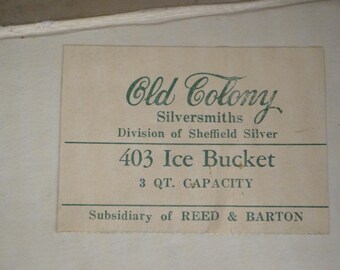 Old Colony
Silversmiths
Division of Sheffield Silver
403 Ice Bucket
3 QT. CAPACITY
Subsidiary of REED & BARTON